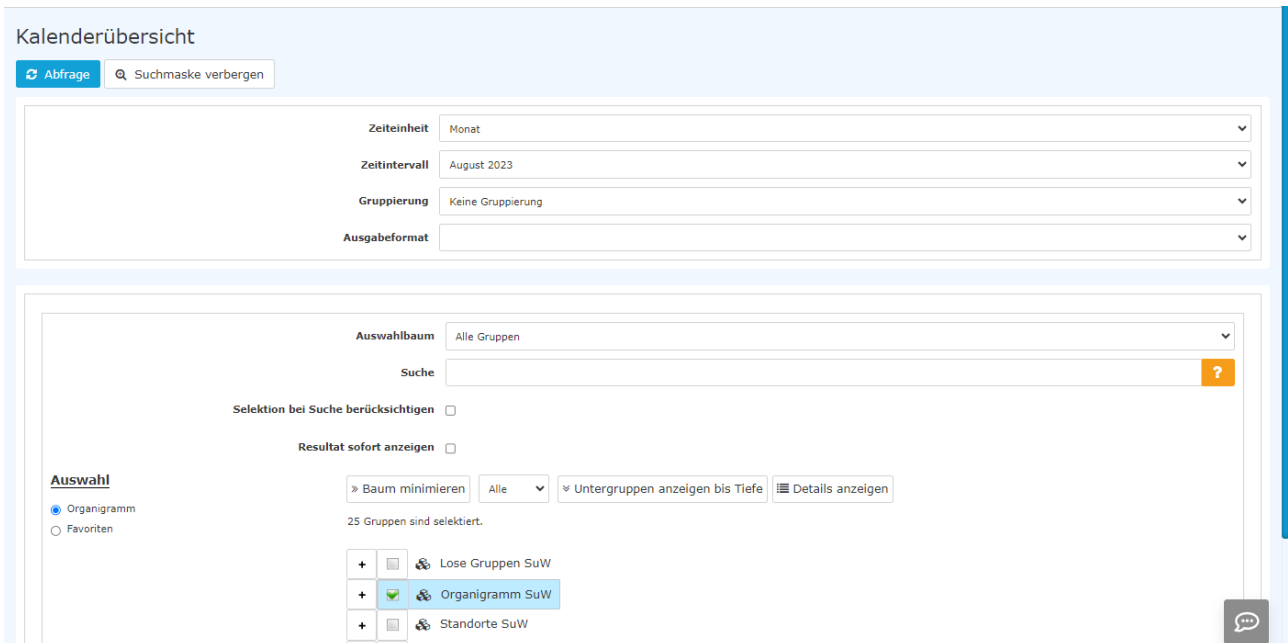 Kalenderübersicht
Abfrage Suchmaske verbergen
Zeiteinheit Monat
Zeitintervall August 2023
Gruppierung Keine Gruppierung
Ausgabeformat
Auswahlbaum Alle Gruppen
Suche ?
Selektion bei Suche berücksichtigen
Resultat sofort anzeigen
Auswahl
Organigramm
Favoriten
» Baum minimieren Alle Untergruppen anzeigen bis Tiefe Details anzeigen
25 Gruppen sind selektiert.
+ Lose Gruppen SuW
+ Organigramm SuW
+ Standorte SuW